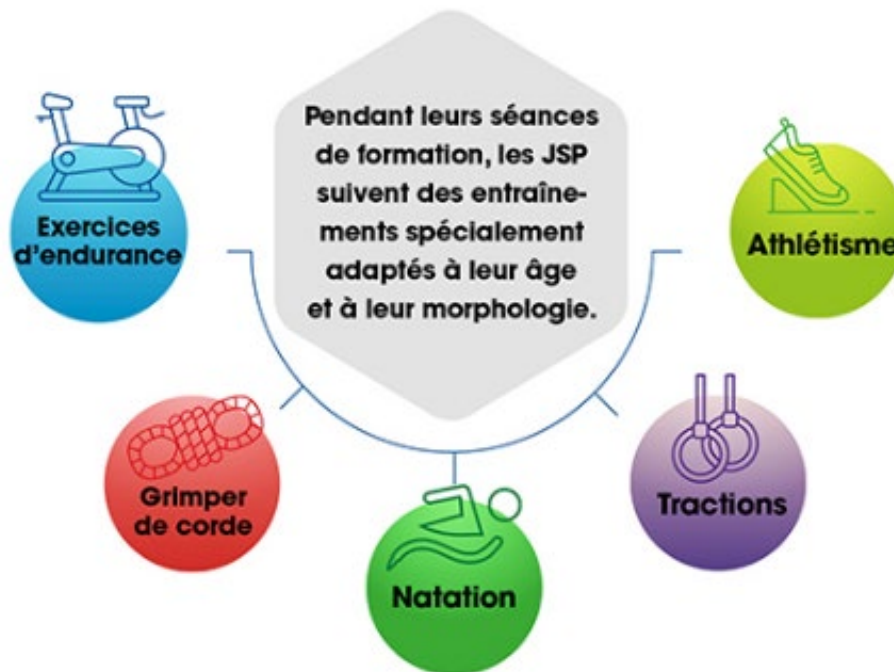 Pendant leurs séances
de formation, les JSP
suivent des entraîne-
ments spécialement
adaptés à leur âge
et à leur morphologie.
Exercices
d'endurance
Grimper
de corde
Natation
Tractions
Athlétisme